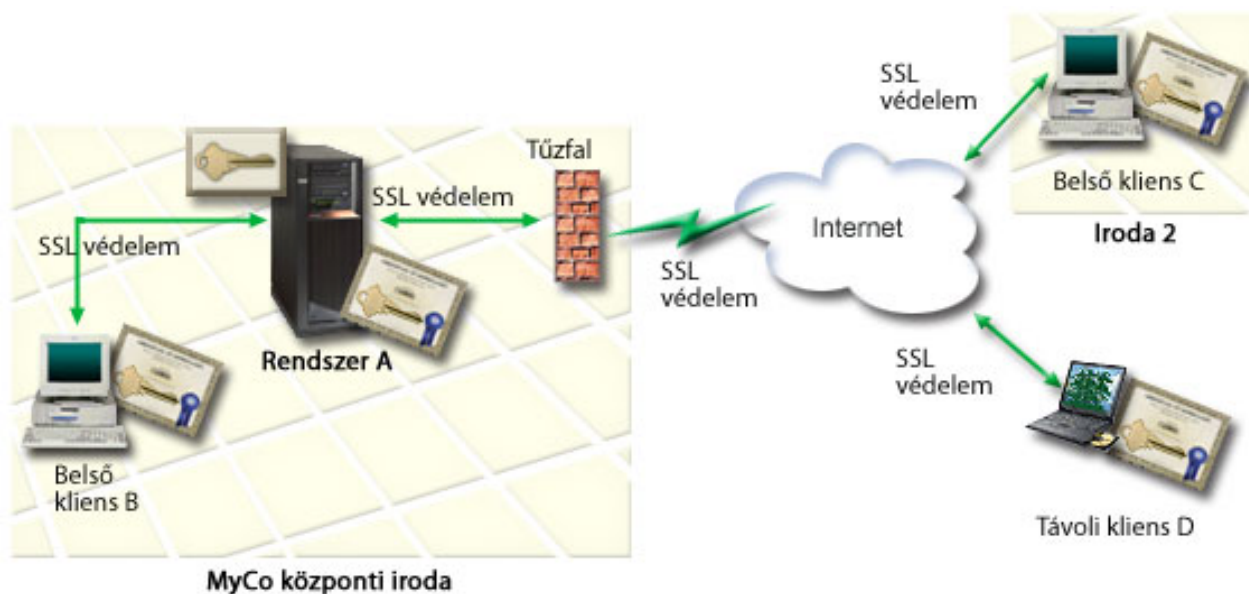 SSL
védelem
Tűzfal
SSL védelem
SSL védelem
Rendszer A
Belső
kliens B
MyCo központi iroda
SSL
védelem
Internet
Belső kliens C
Iroda 2
SSL
védelem
Távoli kliens D